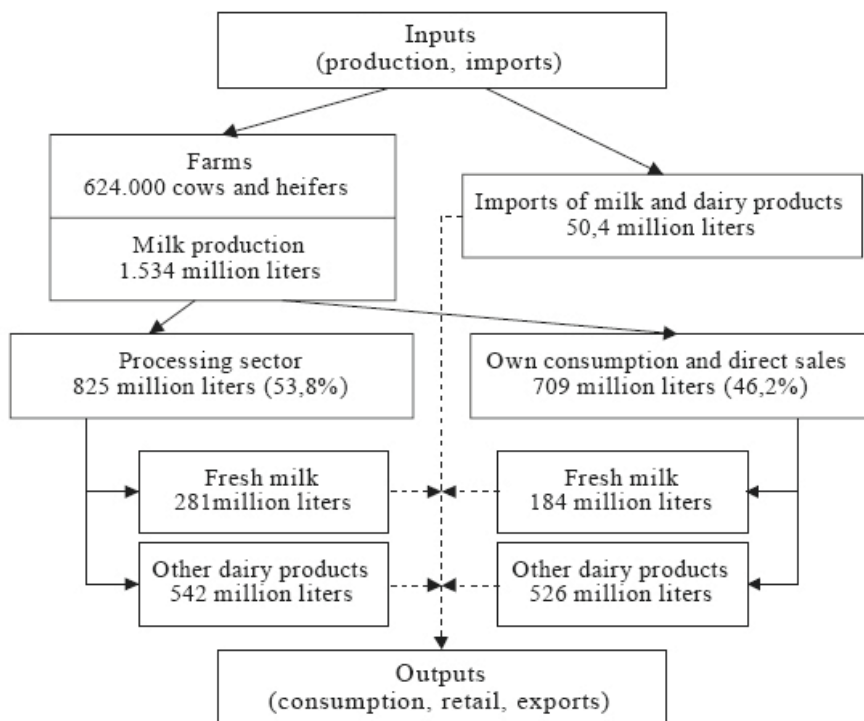 Inputs
(production, imports)
Farms
624.000 cows and heifers
Milk production
1.534 million liters
Imports of milk and dairy products
50,4 million liters
Processing sector
825 million liters (53,8%)
Own consumption and direct sales
709 million liters (46,2%)
Fresh milk
281million liters
Fresh milk
184 million liters
Other dairy products
542 million liters
Other dairy products
526 million liters
Outputs
(consumption, retail, exports)